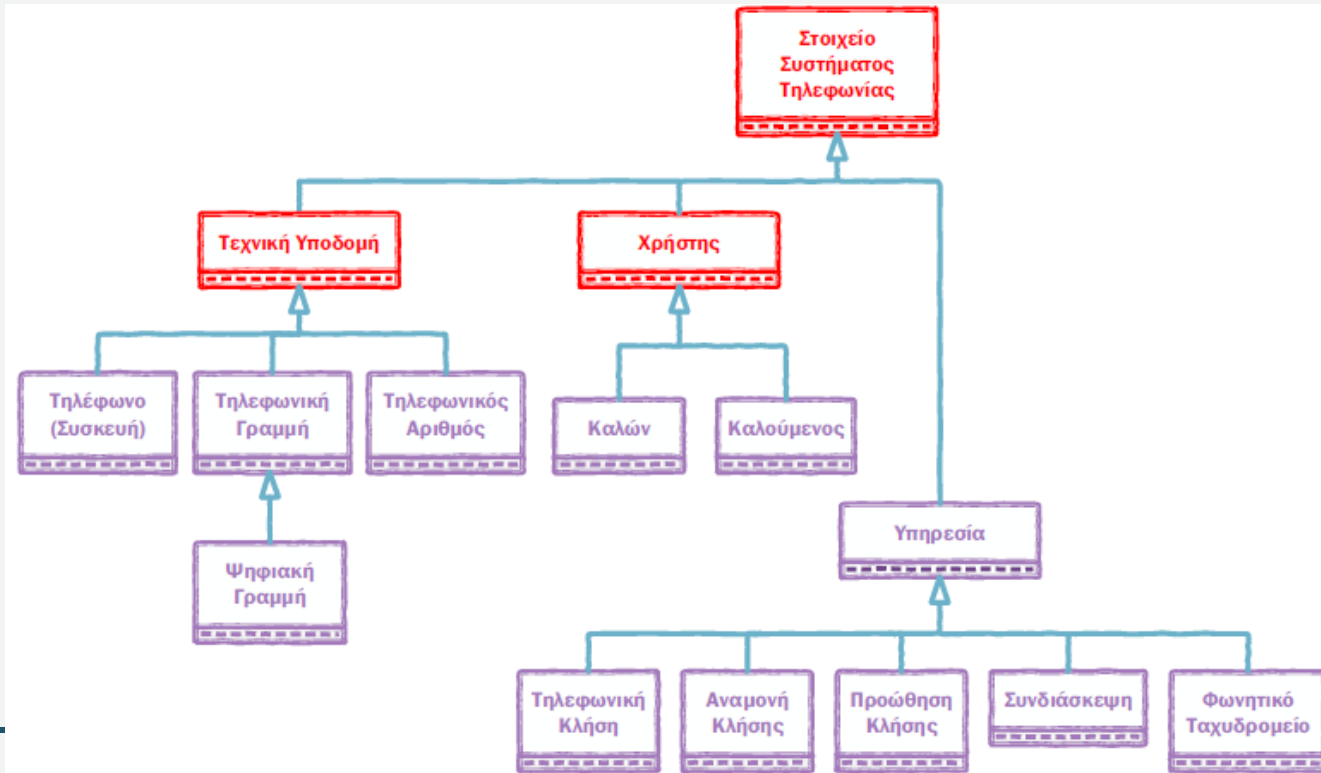 Στοιχείο
Συστήματος
Τηλεφωνίας
Τεχνική Υποδομή
Χρήστης
Τηλέφωνο
(Συσκευή)
Τηλεφωνική
Γραμμή
Τηλεφωνικός
Αριθμός
Καλών
Καλούμενος
Υπηρεσία
Ψηφιακή
Γραμμή
Τηλεφωνική
Κλήση
Αναμονή
Κλήσης
Προώθηση
Κλήσης
Συνδιάσκεψη
Φωνητικό
Ταχυδρομείο